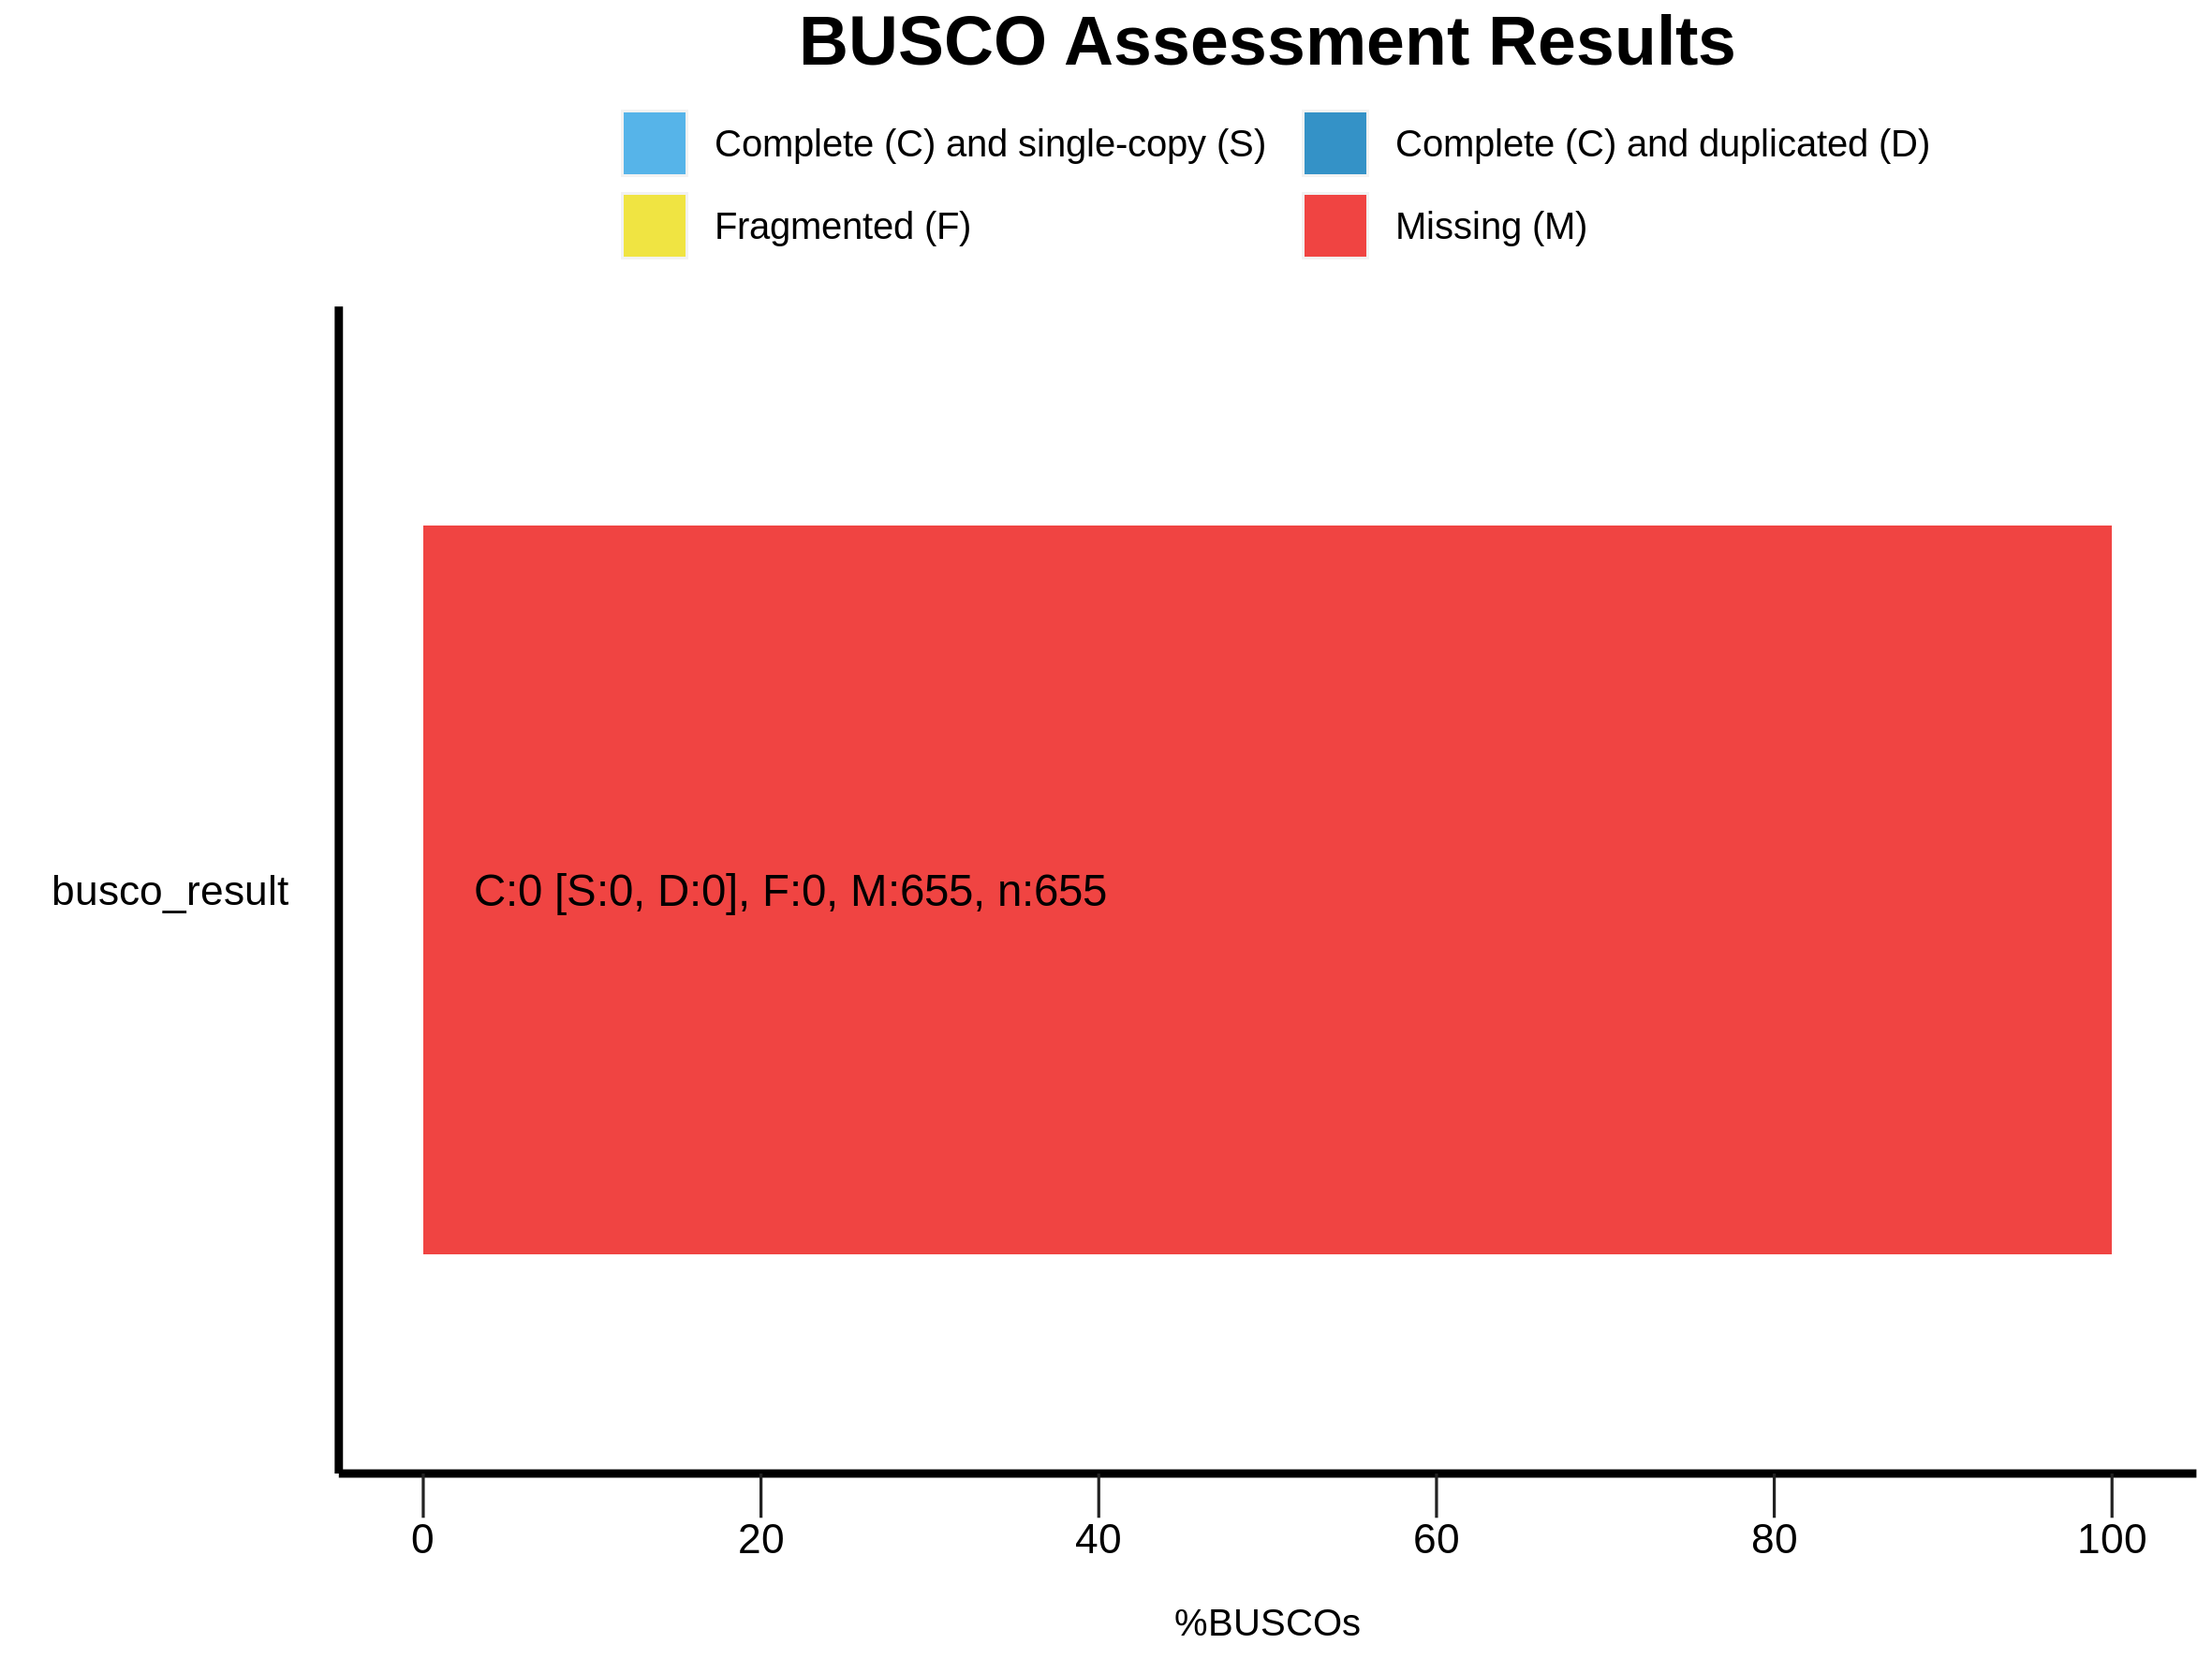 BUSCO Assessment Results
Complete (C) and single-copy (S)
Complete (C) and duplicated (D)
Fragmented (F)
Missing (M)
busco_result
C:0 [S:0, D:0], F:0, M:655, n:655
0 20 40 60 80 100
%BUSCOs